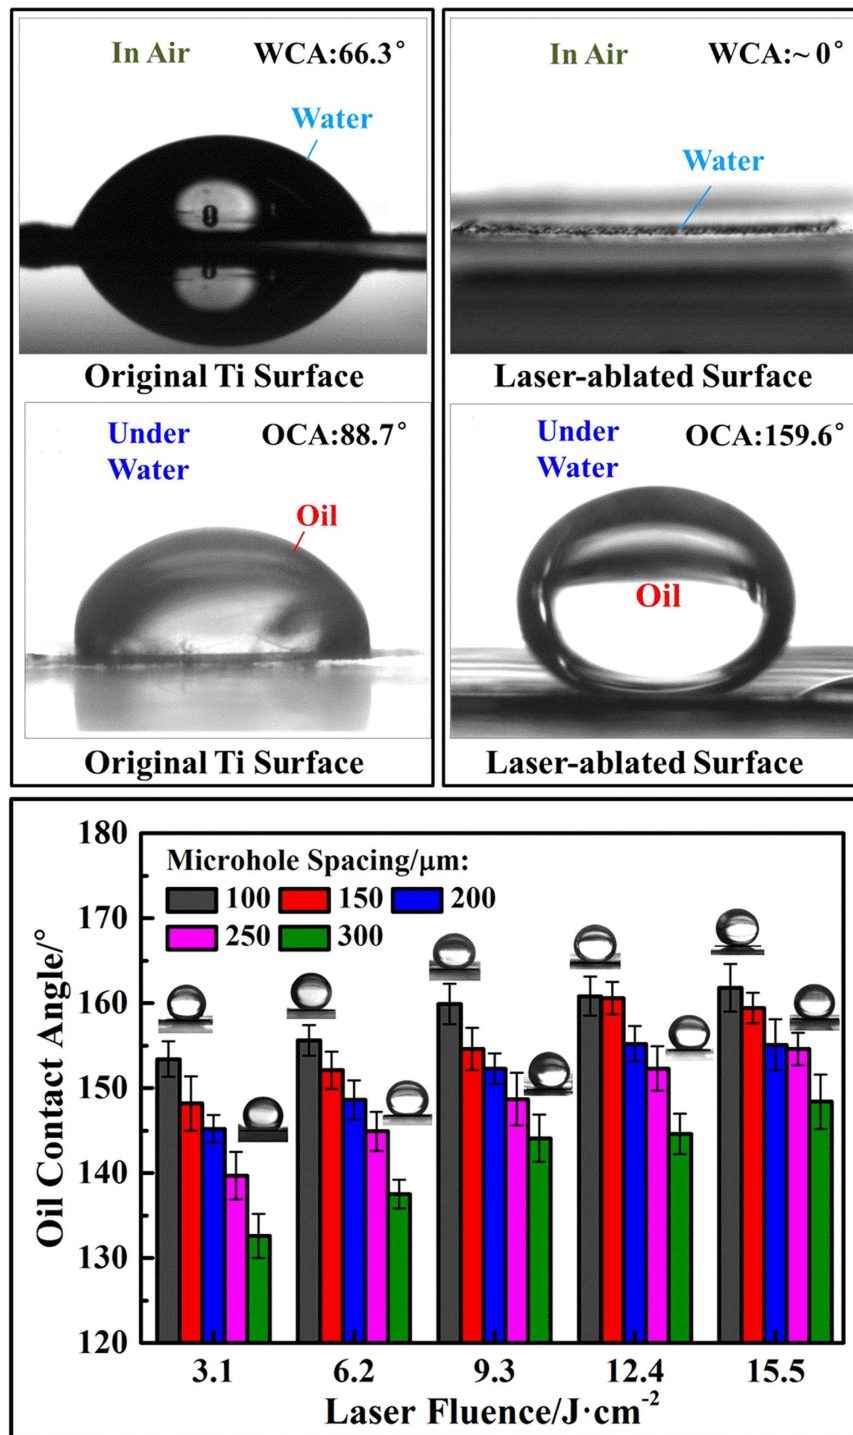 In Air WCA:66.3°
Water
Original Ti Surface
In Air WCA:~ 0°
Water
Laser-ablated Surface
Under Water OCA:88.7°
Oil
Original Ti Surface
Under Water OCA:159.6°
Oil
Laser-ablated Surface
180
170
160
150
140
130
120
Oil Contact Angle/°
Microhole Spacing/μm:
100 150 200
250 300
3.1 6.2 9.3 12.4 15.5
Laser Fluence/J·cm⁻²